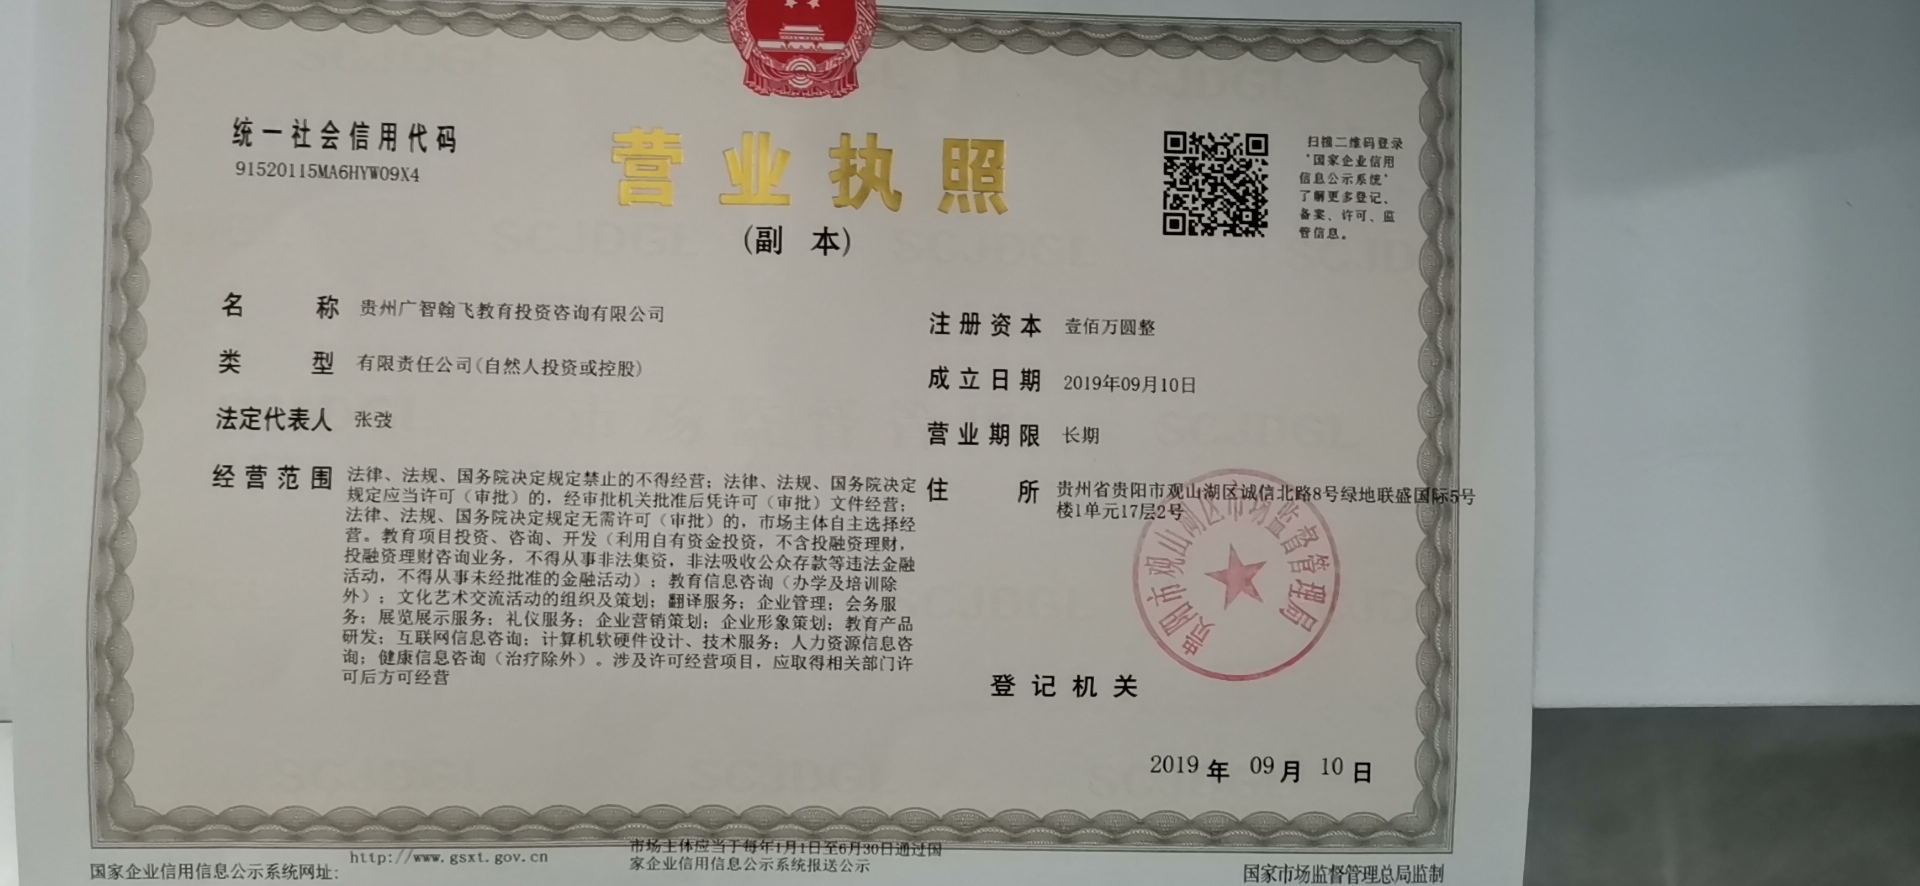 统一社会信用代码
91520115MA6HYW09X4
营业执照
(副 本)
扫描二维码登录
"国家企业信用
信息公示系统"
了解更多登记、
备案、许可、监
管信息。
名 称 贵州广智翰飞教育投资咨询有限公司
类 型 有限责任公司(自然人投资或控股)
法定代表人 张弢
经营范围 法律、法规、国务院决定规定禁止的不得经营；法律、法规、国务院决定
规定应当许可（审批）的，经审批机关批准后凭许可（审批）文件经营；
法律、法规、国务院决定规定无需许可（审批）的，市场主体自主选择经
营。教育项目投资、咨询、开发（利用自有资金投资，不含投融资理财，
投融资理财咨询业务，不得从事非法集资，非法吸收公众存款等违法金融
活动，不得从事未经批准的金融活动）；教育信息咨询（办学及培训除
外）；文化艺术交流活动的组织及策划；翻译服务；企业管理；会务服
务；展览展示服务；礼仪服务；企业营销策划；企业形象策划；教育产品
研发；互联网信息咨询；计算机软硬件设计、技术服务；人力资源信息咨
询；健康信息咨询（治疗除外）。涉及许可经营项目，应取得相关部门许
可后方可经营
注册资本 壹佰万圆整
成立日期 2019年09月10日
营业期限 长期
住 所 贵州省贵阳市观山湖区诚信北路8号绿地联盛国际5号
楼1单元17层2号
贵阳市观山湖区市场监督管理局
登记机关
2019 年 09 月 10 日
国家企业信用信息公示系统网址：
http://www.gsxt.gov.cn
市场主体应当于每年1月1日至6月30日通过国
家企业信用信息公示系统报送公示
国家市场监督管理总局监制